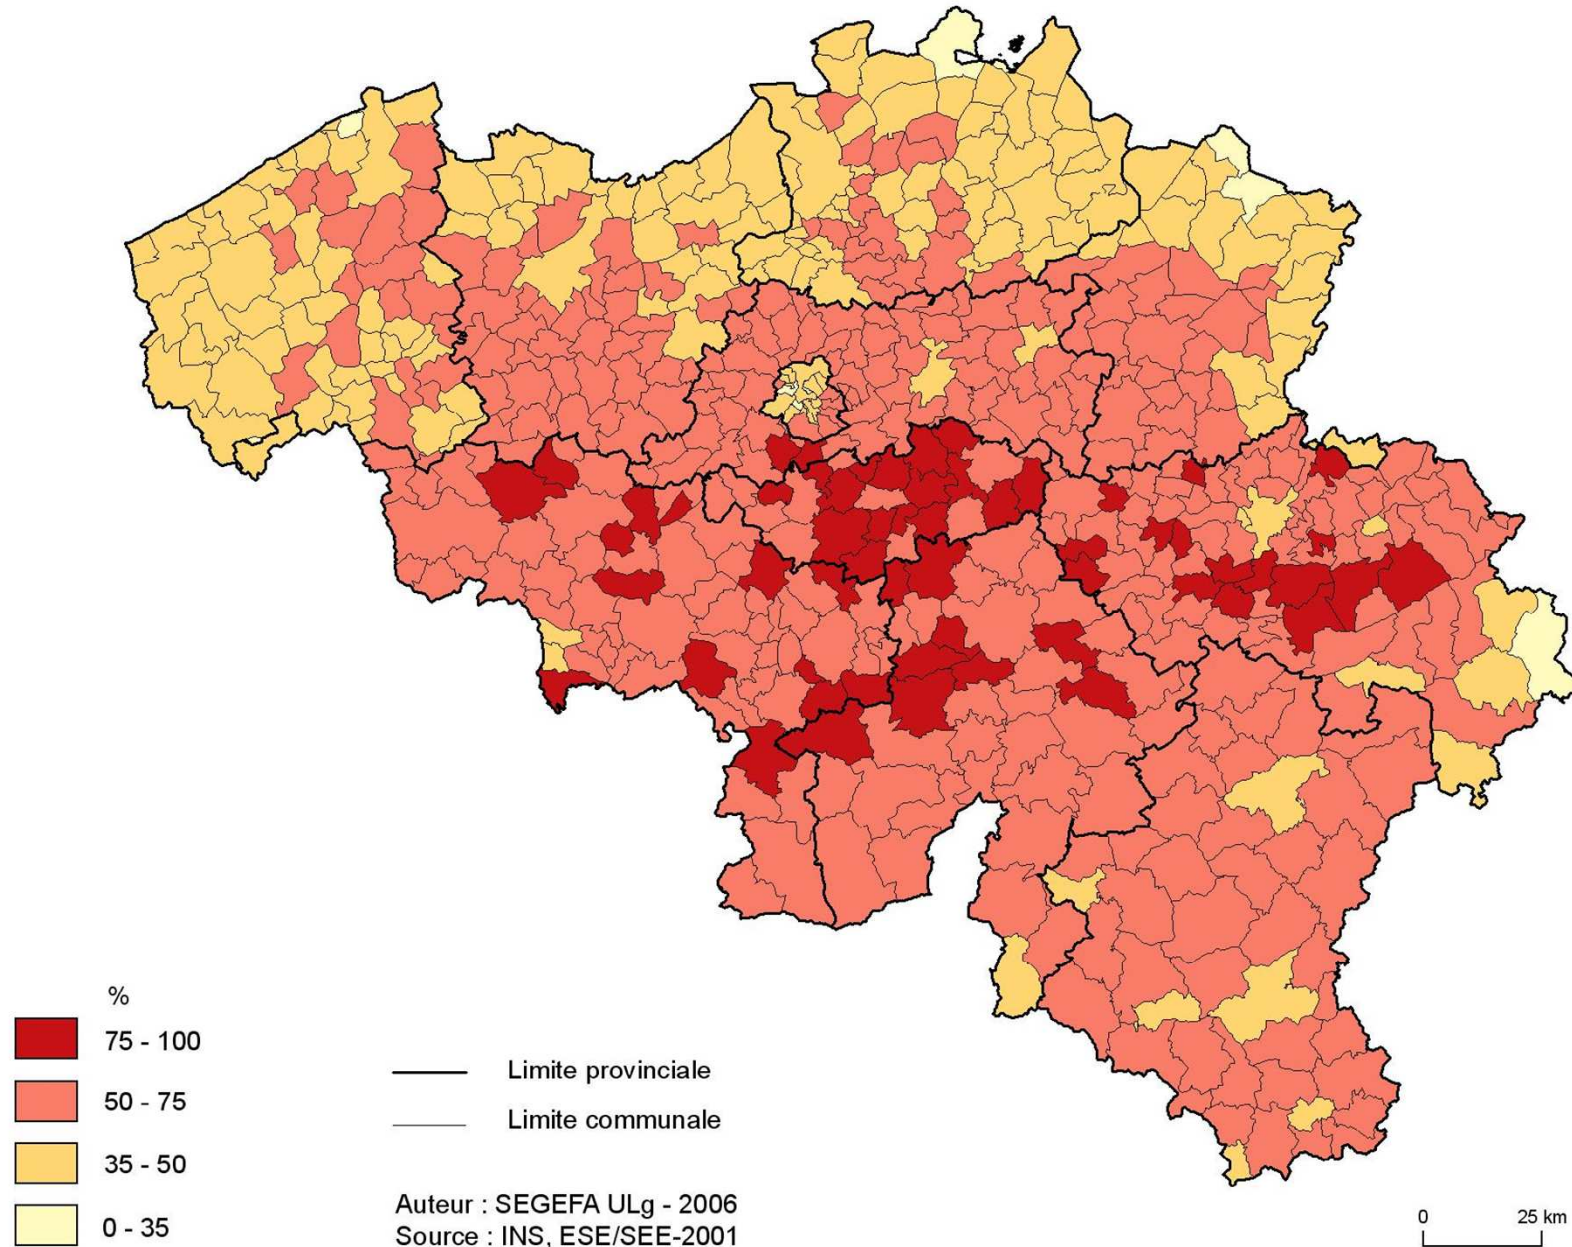 %
75 - 100
50 - 75
35 - 50
0 - 35
Limite provinciale
Limite communale
Auteur : SEGEFA ULg - 2006
Source : INS, ESE/SEE-2001
0 25 km